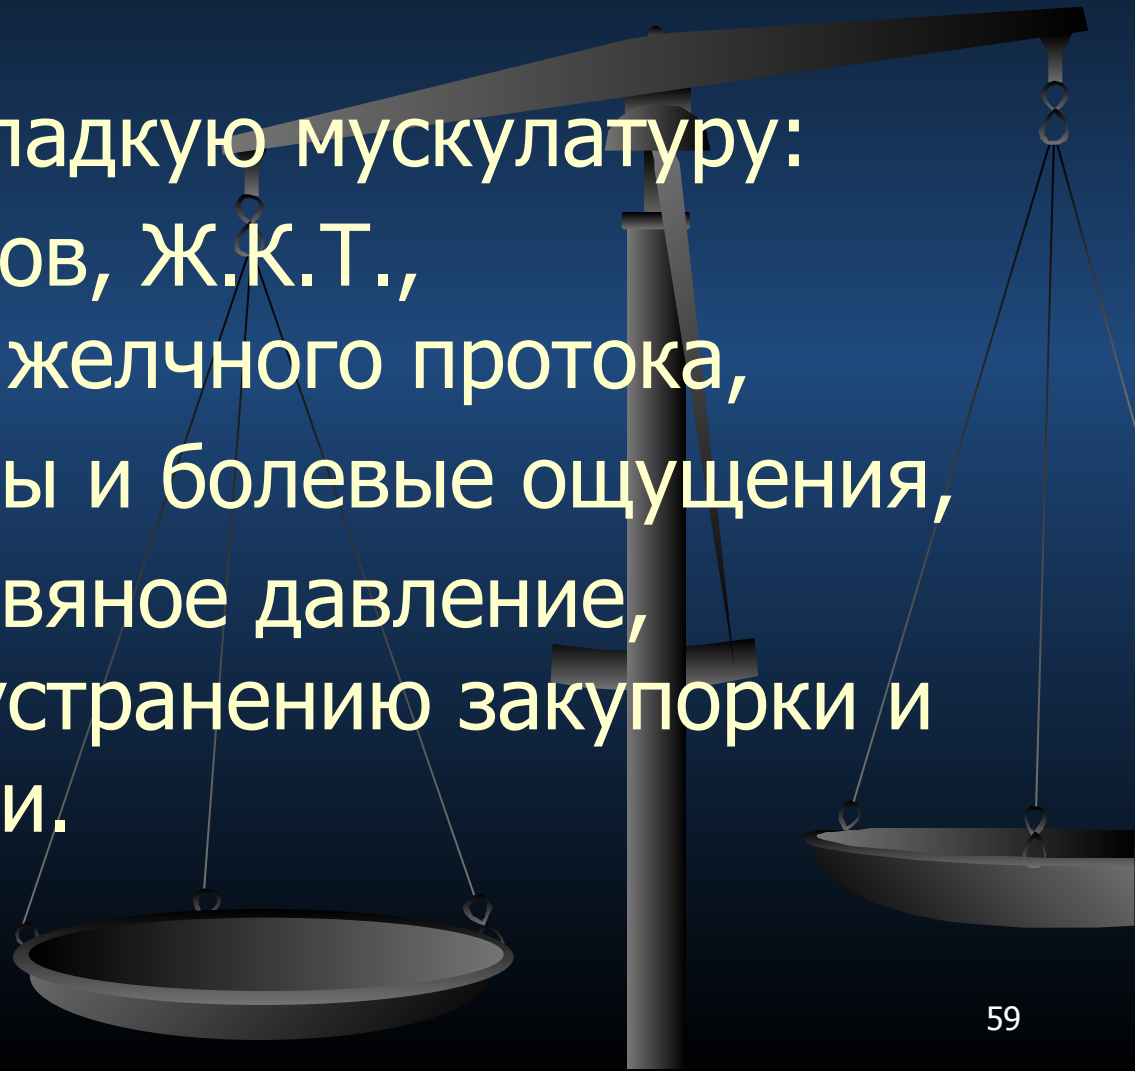 ладкую мускулатуру:
ов, Ж.К.Т.,
желчного протока,
ы и болевые ощущения,
вяное давление,
устранению закупорки и
и.
59